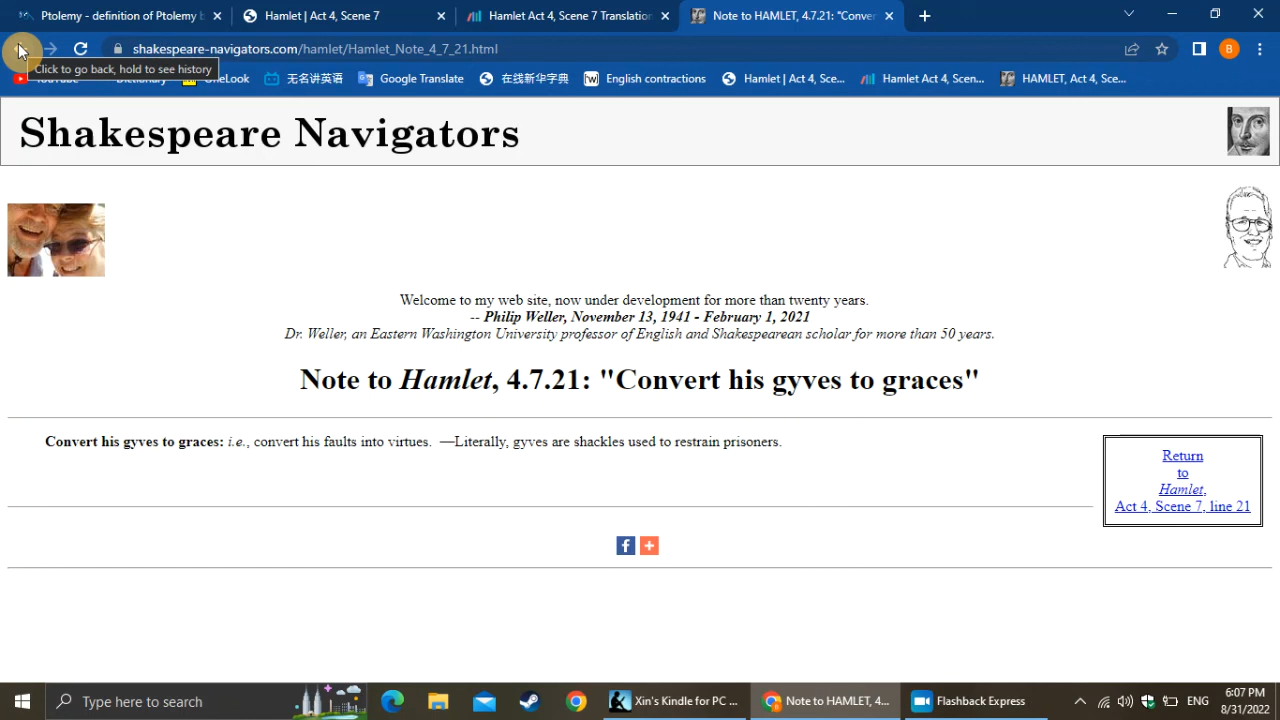 Ptolemy - definition of Ptolemy b
Hamlet | Act 4, Scene 7
Hamlet Act 4, Scene 7 Translation
Note to HAMLET, 4.7.21: "Conver
shakespeare-navigators.com/hamlet/Hamlet_Note_4_7_21.html
B
Click to go back, hold to see history
OneLook
无名讲英语
Google Translate
在线新华字典
English contractions
Hamlet | Act 4, Sce...
Hamlet Act 4, Scen...
HAMLET, Act 4, Sce...
Shakespeare Navigators
Welcome to my web site, now under development for more than twenty years.
-- Philip Weller, November 13, 1941 - February 1, 2021
Dr. Weller, an Eastern Washington University professor of English and Shakespearean scholar for more than 50 years.
Note to Hamlet, 4.7.21: "Convert his gyves to graces"
Convert his gyves to graces: i.e., convert his faults into virtues. —Literally, gyves are shackles used to restrain prisoners.
Return
to
Hamlet,
Act 4, Scene 7, line 21
Type here to search
Xin's Kindle for PC ...
Note to HAMLET, 4...
Flashback Express
ENG
6:07 PM
8/31/2022